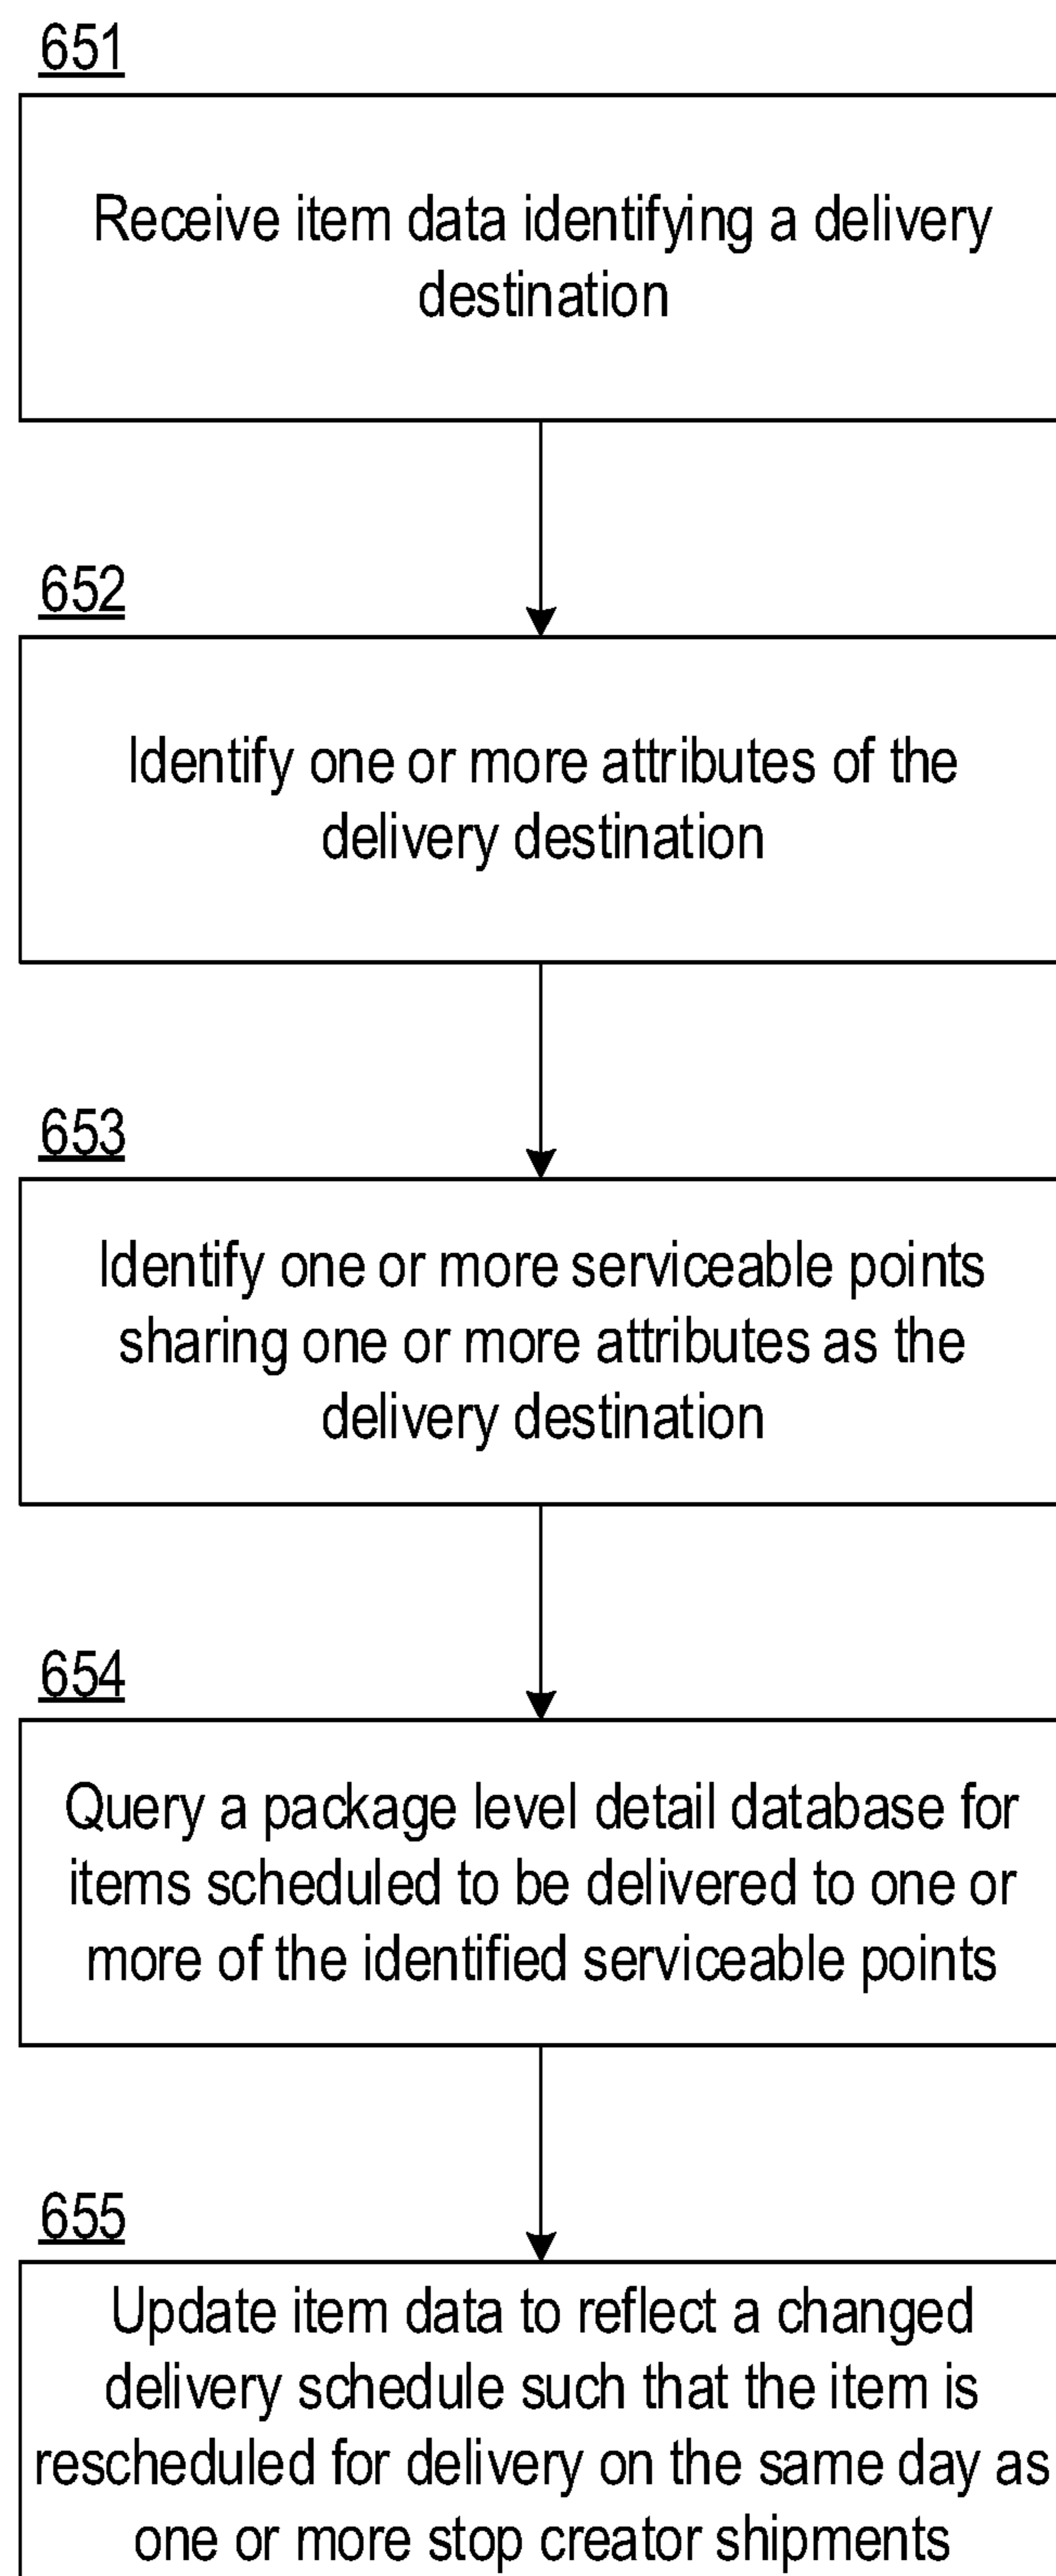 651
Receive item data identifying a delivery
destination
652
Identify one or more attributes of the
delivery destination
653
Identify one or more serviceable points
sharing one or more attributes as the
delivery destination
654
Query a package level detail database for
items scheduled to be delivered to one or
more of the identified serviceable points
655
Update item data to reflect a changed
delivery schedule such that the item is
rescheduled for delivery on the same day as
one or more stop creator shipments